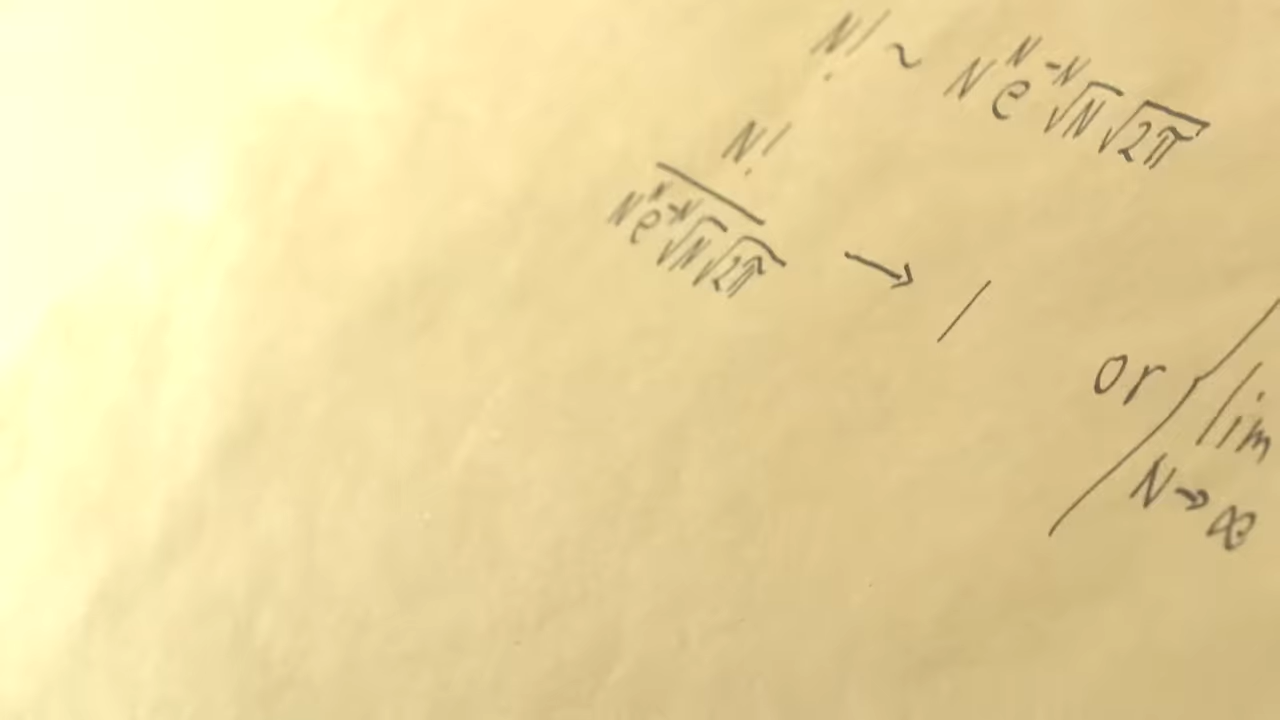 N! ~ N^N e^-N √N √2π
N!
N^N e^-N √N √2π
→ 1
or { lim
N→∞